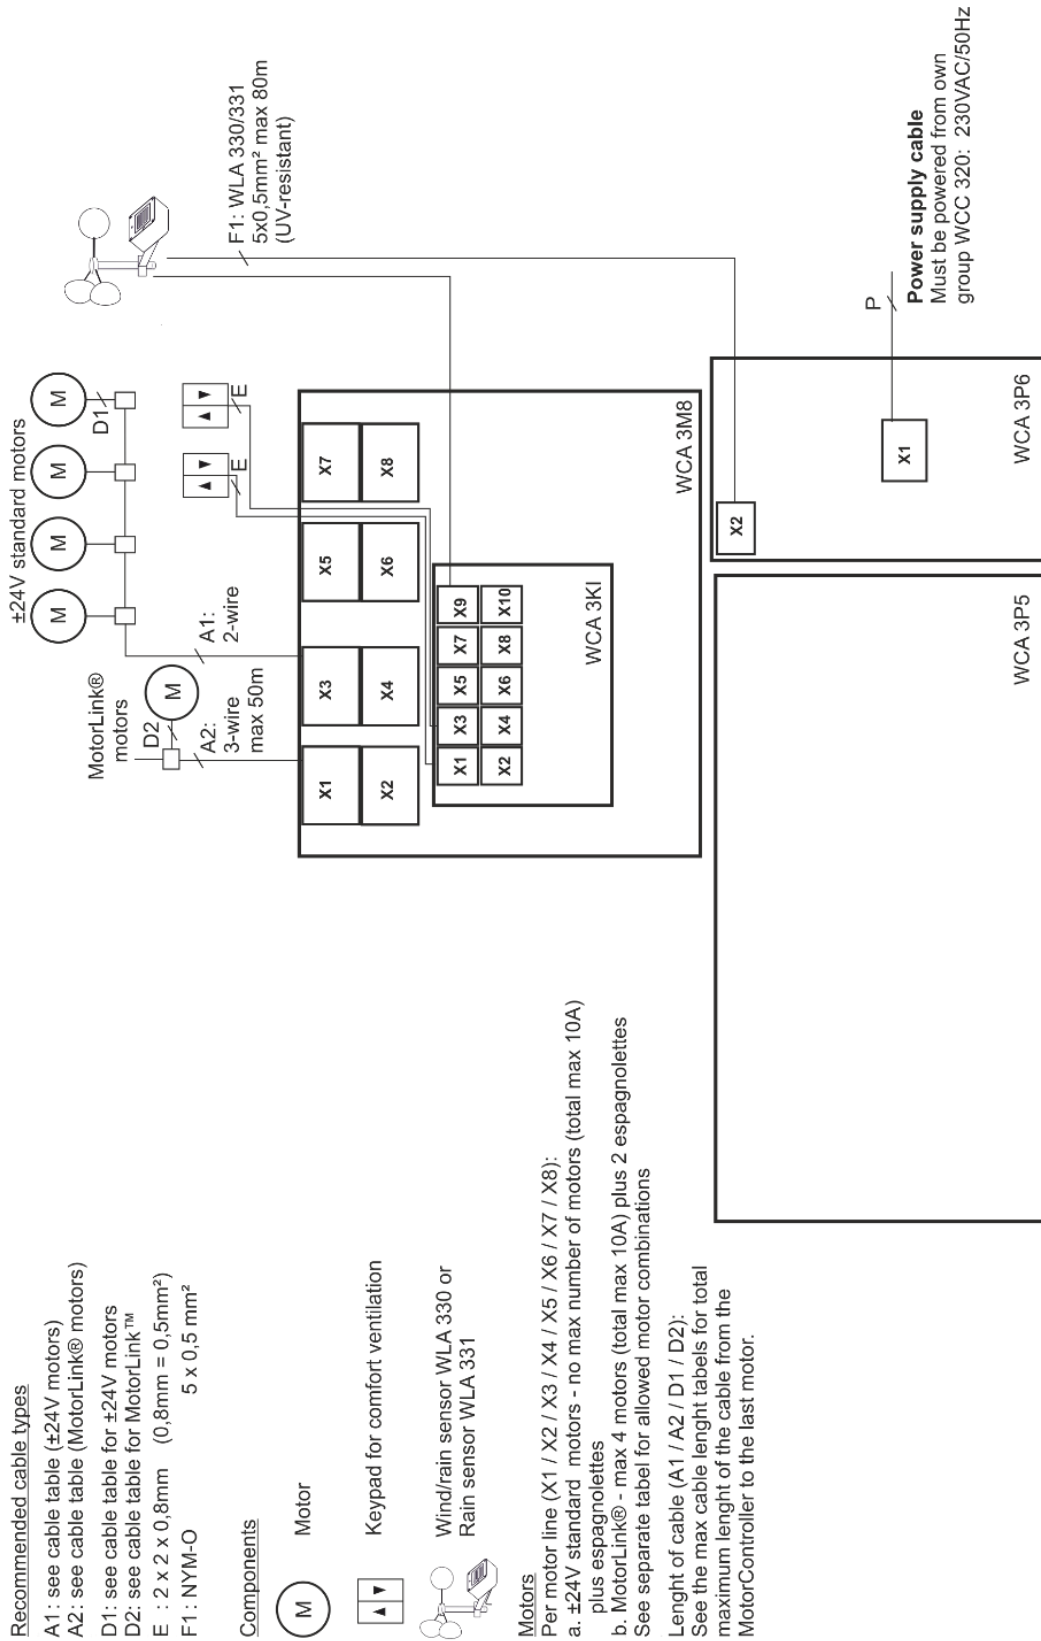 Recommended cable types
A1: see cable table (±24V motors)
A2: see cable table (MotorLink® motors)
D1: see cable table for ±24V motors
D2: see cable table for MotorLink™
E : 2 x 2 x 0,8mm (0,8mm = 0,5mm²)
F1: NYM-O 5 x 0,5 mm²
Components
M
Motor
Keypad for comfort ventilation
Wind/rain sensor WLA 330 or
Rain sensor WLA 331
Motors
Per motor line (X1 / X2 / X3 / X4 / X5 / X6 / X7 / X8):
a. ±24V standard motors - no max number of motors (total max 10A)
plus espagnolettes
b. MotorLink® - max 4 motors (total max 10A) plus 2 espagnolettes
See separate tabel for allowed motor combinations
Lenght of cable (A1 / A2 / D1 / D2):
See the max cable lenght tabels for total
maximum lenght of the cable from the
MotorController to the last motor.
MotorLink®
motors
D2
M
A2:
3-wire
max 50m
±24V standard motors
M
M
M
M
D1
A1:
2-wire
E
E
F1: WLA 330/331
5x0,5mm² max 80m
(UV-resistant)
X1
X3
X5
X7
X2
X4
X6
X8
X1
X3
X5
X7
X9
X2
X4
X6
X8
X10
WCA 3KI
WCA 3M8
X2
X1
P
Power supply cable
Must be powered from own
group WCC 320: 230VAC/50Hz
WCA 3P5
WCA 3P6